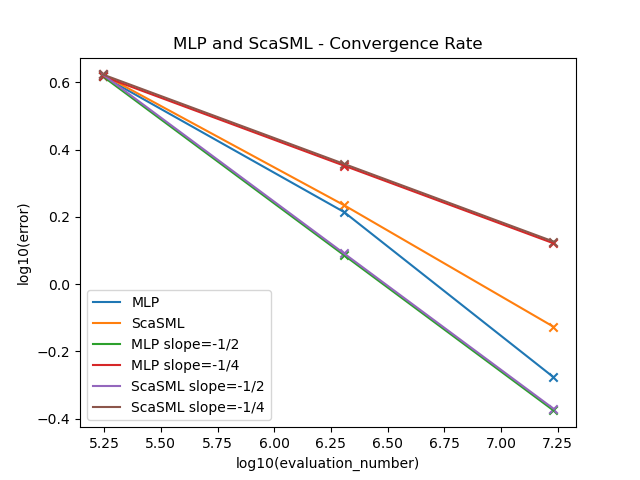 MLP and ScaSML - Convergence Rate
log10(error)
0.6
0.4
0.2
0.0
−0.2
−0.4
MLP
ScaSML
MLP slope=-1/2
MLP slope=-1/4
ScaSML slope=-1/2
ScaSML slope=-1/4
5.25 5.50 5.75 6.00 6.25 6.50 6.75 7.00 7.25
log10(evaluation_number)